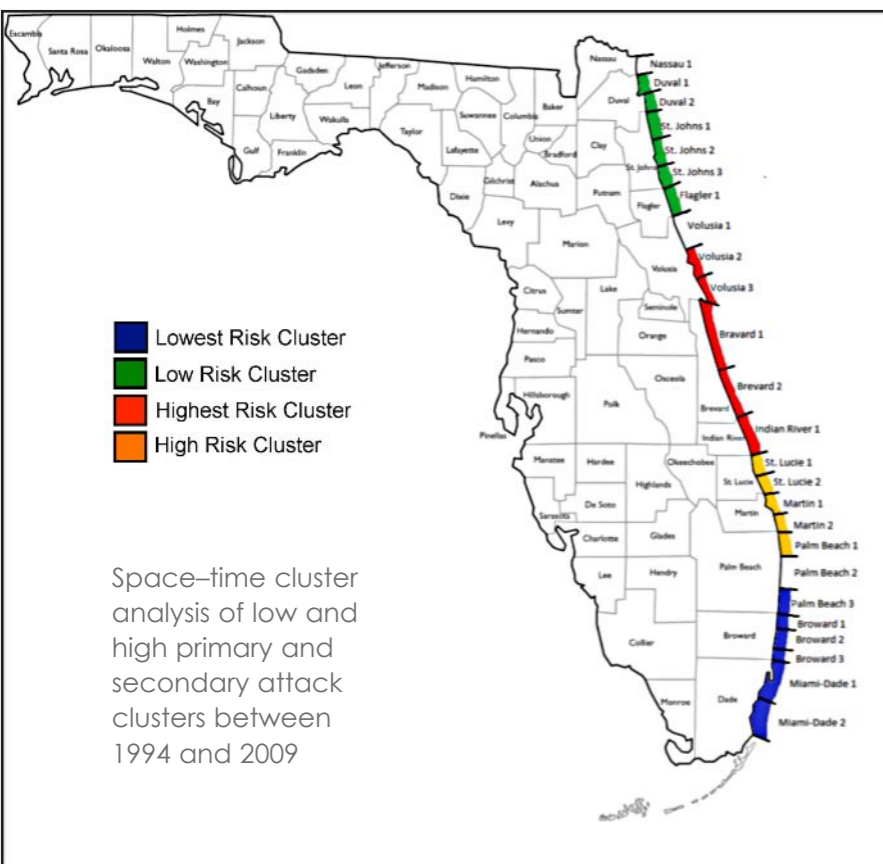 Escambia
Santa Rosa
Okaloosa
Walton
Holmes
Washington
Jackson
Bay
Calhoun
Gulf
Liberty
Franklin
Gadsden
Leon
Wakulla
Jefferson
Madison
Taylor
Hamilton
Suwannee
Lafayette
Dixie
Columbia
Gilchrist
Levy
Baker
Union
Bradford
Alachua
Nassau
Duval
Clay
St. Johns
Putnam
Flagler
Marion
Volusia
Citrus
Sumter
Lake
Seminole
Hernando
Orange
Pasco
Osceola
Hillsborough
Polk
Brevard
Pinellas
Indian River
Manatee
Hardee
Okeechobee
Highlands
St. Lucie
De Soto
Martin
Sarasota
Charlotte
Glades
Lee
Hendry
Palm Beach
Collier
Broward
Monroe
Dade
Nassau 1
Duval 1
Duval 2
St. Johns 1
St. Johns 2
St. Johns 3
Flagler 1
Volusia 1
Volusia 2
Volusia 3
Bravard 1
Brevard 2
Indian River 1
St. Lucie 1
St. Lucie 2
Martin 1
Martin 2
Palm Beach 1
Palm Beach 2
Palm Beach 3
Broward 1
Broward 2
Broward 3
Miami-Dade 1
Miami-Dade 2
Lowest Risk Cluster
Low Risk Cluster
Highest Risk Cluster
High Risk Cluster
Space–time cluster
analysis of low and
high primary and
secondary attack
clusters between
1994 and 2009